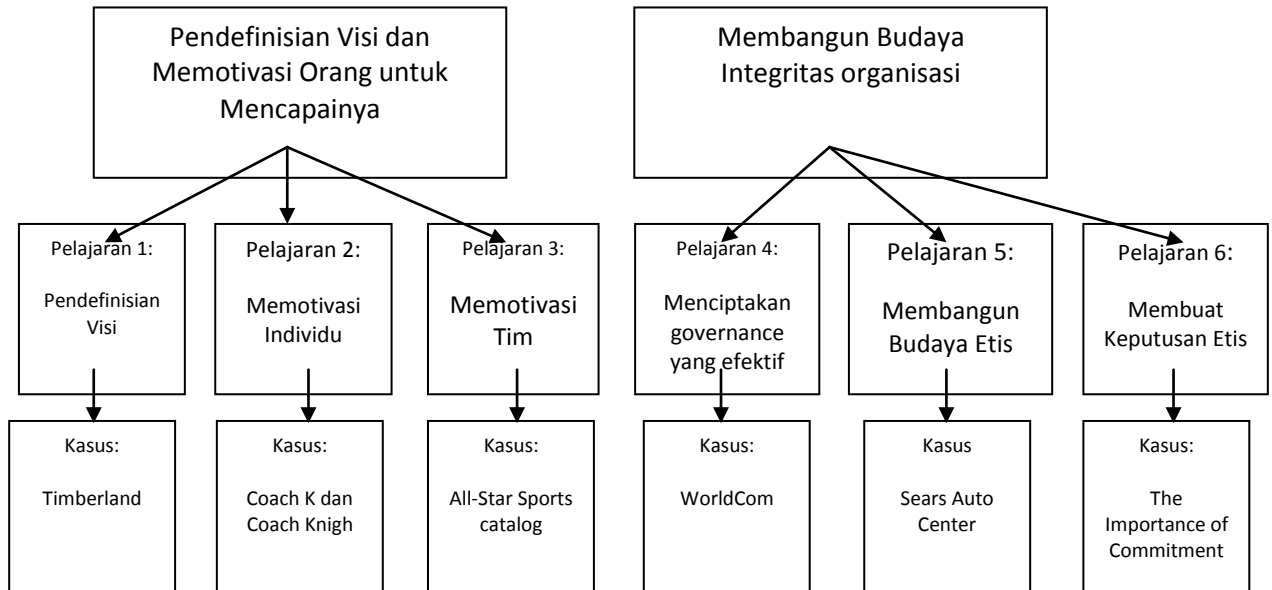 Pendefinisian Visi dan
Memotivasi Orang untuk
Mencapainya
Membangun Budaya
Integritas organisasi
Pelajaran 1:
Pendefinisian
Visi
Pelajaran 2:
Memotivasi
Individu
Pelajaran 3:
Memotivasi
Tim
Pelajaran 4:
Menciptakan
governance
yang efektif
Pelajaran 5:
Membangun
Budaya Etis
Pelajaran 6:
Membuat
Keputusan Etis
Kasus:
Timberland
Kasus:
Coach K dan
Coach Knigh
Kasus:
All-Star Sports
catalog
Kasus:
WorldCom
Kasus
Sears Auto
Center
Kasus:
The
Importance of
Commitment